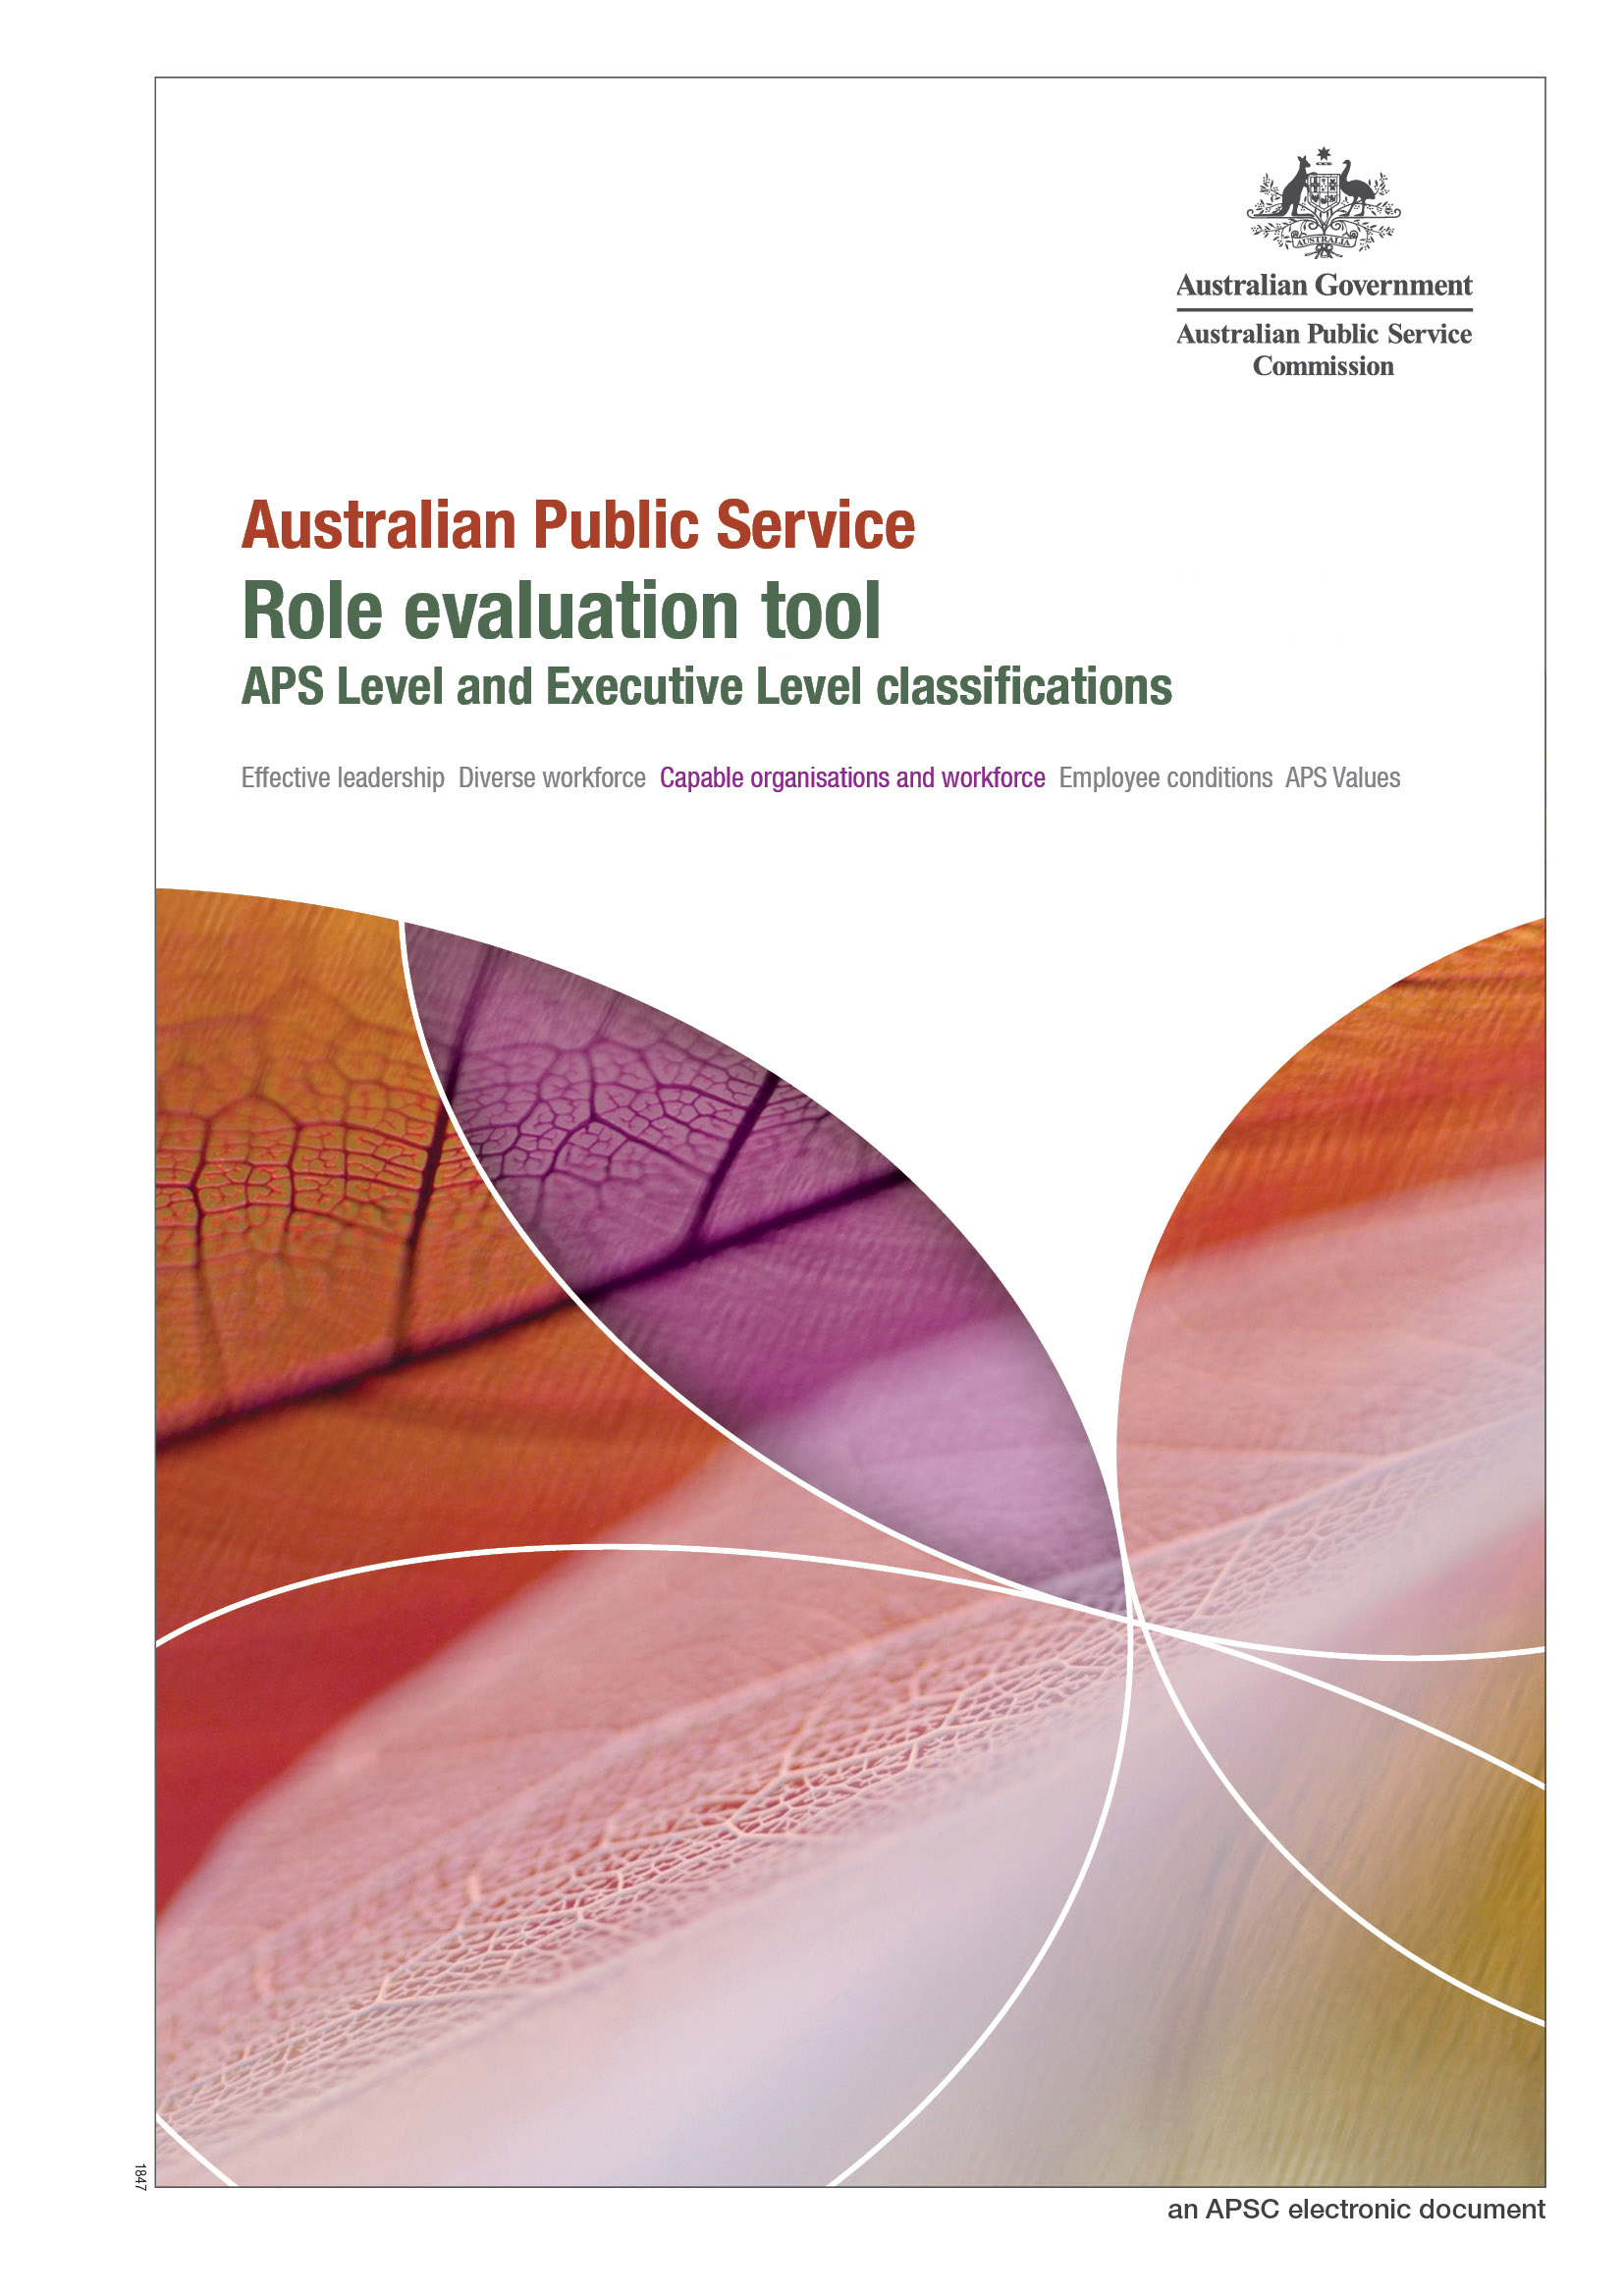 AUSTRALIA
Australian Government
Australian Public Service
Commission
Australian Public Service
Role evaluation tool
APS Level and Executive Level classifications
Effective leadership Diverse workforce Capable organisations and workforce Employee conditions APS Values
1847
an APSC electronic document